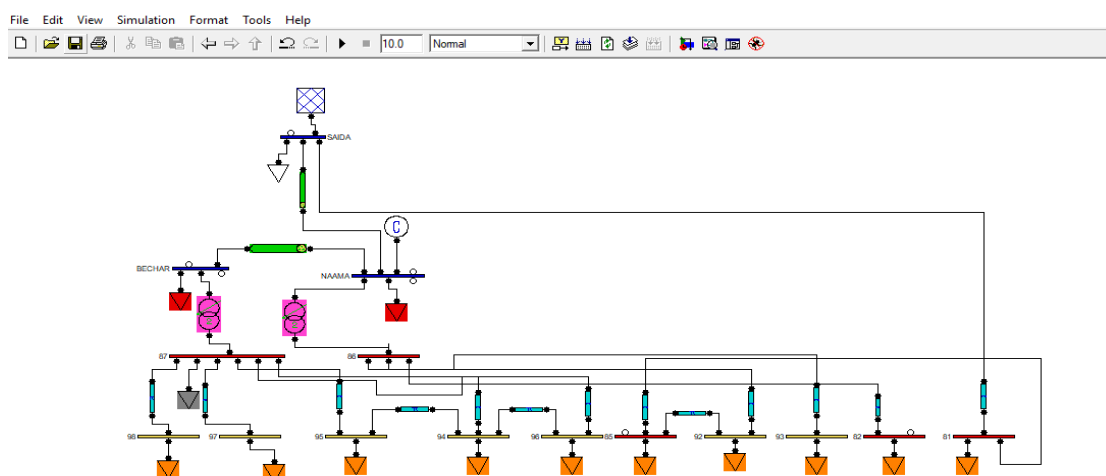 File Edit View Simulation Format Tools Help
10.0 Normal
SAIDA
C
BECHAR
NAAMA
87 86
98 97 95 94 96 85 92 93 82 81